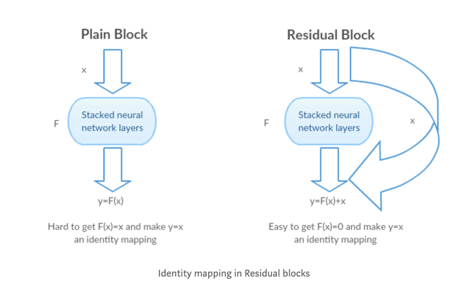 Plain Block
x
F
Stacked neural
network layers
y=F(x)
Hard to get F(x)=x and make y=x
an identity mapping
Residual Block
x
F
Stacked neural
network layers
x
y=F(x)+x
Easy to get F(x)=0 and make y=x
an identity mapping
Identity mapping in Residual blocks